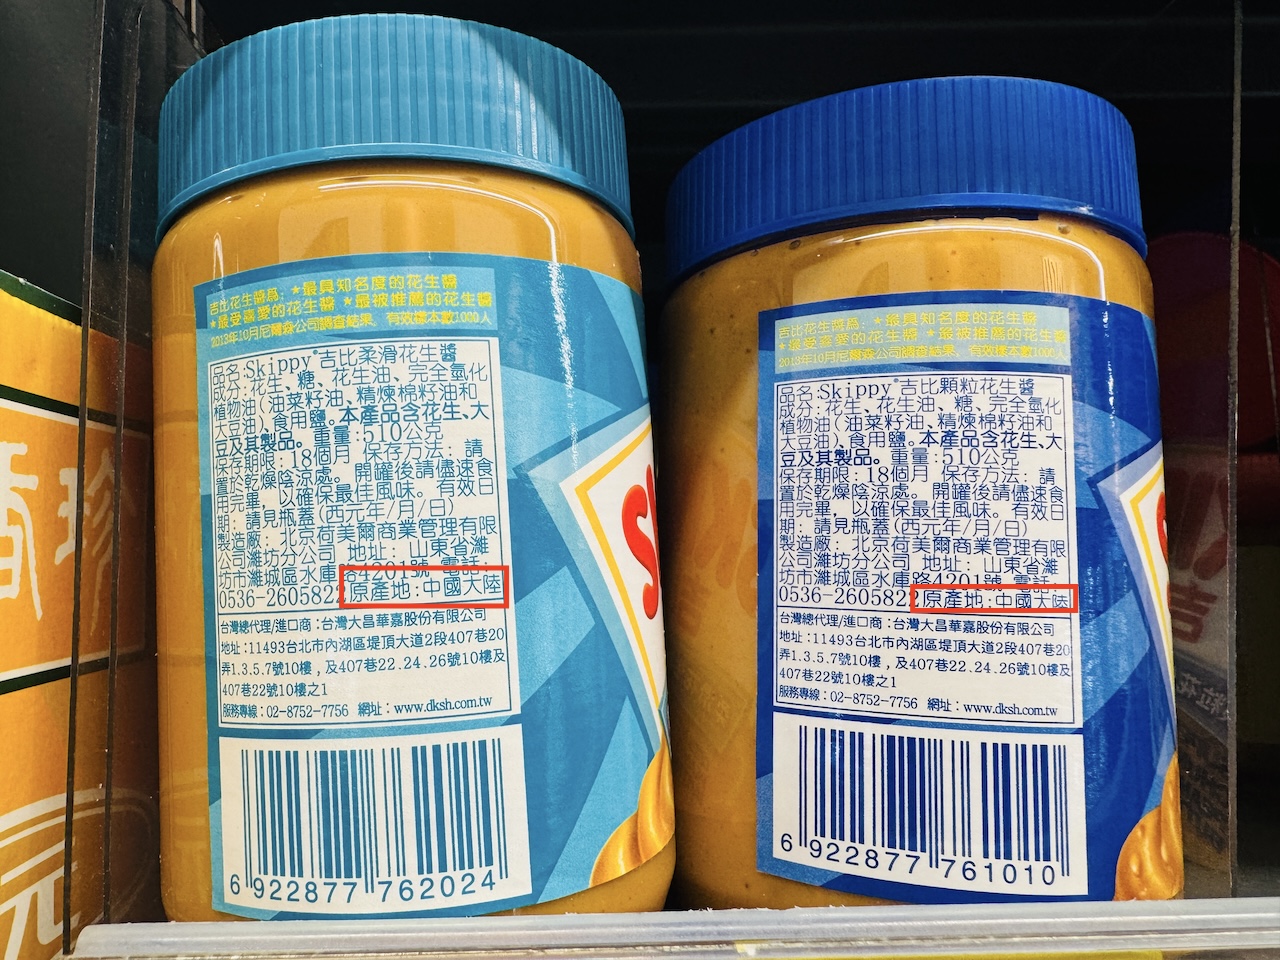 吉比花生醬為：★最具知名度的花生醬
★最受喜愛的花生醬 ★最被推薦的花生醬
2013年10月尼爾森公司調查結果，有效樣本數1000人
品名:Skippy®吉比柔滑花生醬
成分:花生、糖、花生油、完全氫化
植物油(油菜籽油、精煉棉籽油和
大豆油)、食用鹽。本產品含花生、大
豆及其製品。重量:510公克
保存期限:18個月 保存方法: 請
置於乾燥陰涼處。 開罐後請儘速食
用完畢， 以確保最佳風味。 有效日
期: 請見瓶蓋(西元年/月/日)
製造廠: 北京荷美爾商業管理有限
公司濰坊分公司 地址: 山東省濰
坊市濰城區水庫路4201號 電話:
0536-2605822 原產地:中國大陸
台灣總代理/進口商:台灣大昌華嘉股份有限公司
地址:11493台北市內湖區堤頂大道2段407巷20
弄1.3.5.7號10樓，及407巷22.24.26號10樓及
407巷22號10樓之1
服務專線:02-8752-7756 網址:www.dksh.com.tw
6 922877 762024
吉比花生醬為：★最具知名度的花生醬
★最受喜愛的花生醬 ★最被推薦的花生醬
2013年10月尼爾森公司調查結果，有效樣本數1000人
品名:Skippy®吉比顆粒花生醬
成分:花生、花生油、糖、完全氫化
植物油(油菜籽油、精煉棉籽油和
大豆油)、食用鹽。本產品含花生、大
豆及其製品。重量:510公克
保存期限:18個月 保存方法: 請
置於乾燥陰涼處。 開罐後請儘速食
用完畢， 以確保最佳風味。 有效日
期: 請見瓶蓋(西元年/月/日)
製造廠: 北京荷美爾商業管理有限
公司濰坊分公司 地址: 山東省濰
坊市濰城區水庫路4201號 電話:
0536-2605822 原產地:中國大陸
台灣總代理/進口商:台灣大昌華嘉股份有限公司
地址:11493台北市內湖區堤頂大道2段407巷20
弄1.3.5.7號10樓，及407巷22.24.26號10樓及
407巷22號10樓之1
服務專線:02-8752-7756 網址:www.dksh.com.tw
6 922877 761010
香珍
元